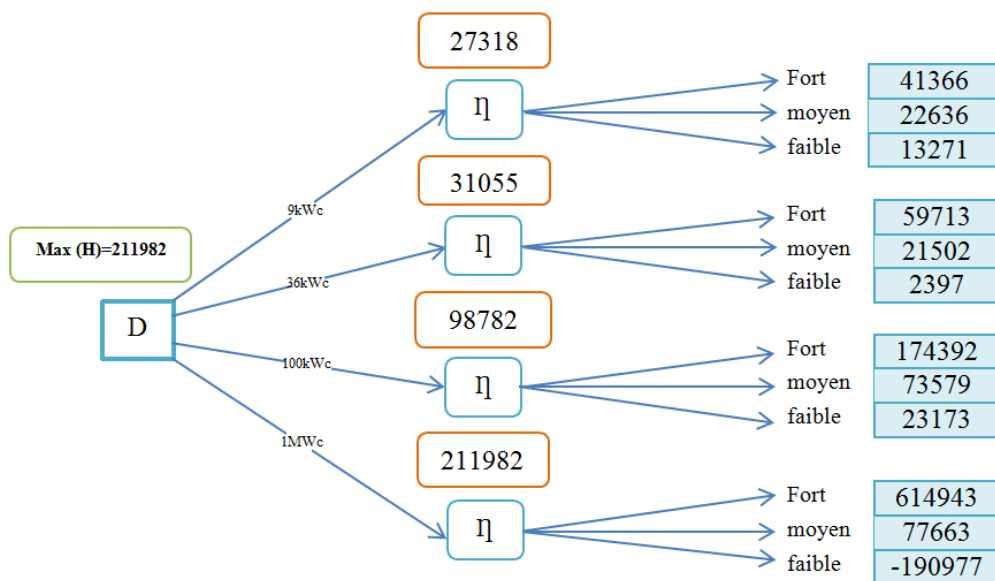 27318
η
Fort
moyen
faible
41366
22636
13271
9kWc
31055
η
Fort
moyen
faible
59713
21502
2397
Max (H)=211982
36kWc
D
98782
100kWc
η
Fort
moyen
faible
174392
73579
23173
1MWc
211982
η
Fort
moyen
faible
614943
77663
-190977